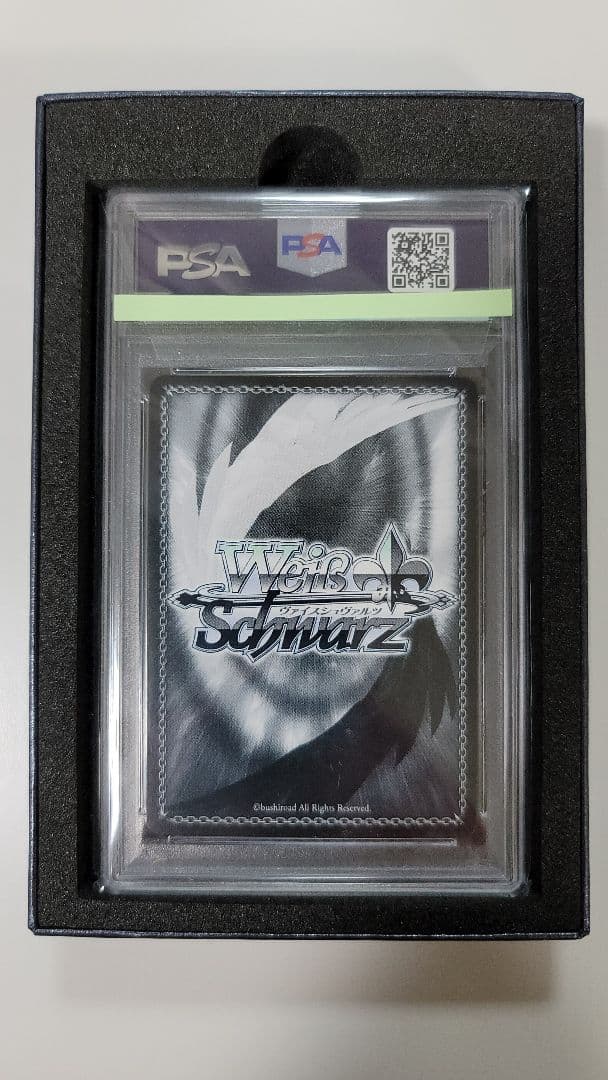 PSA
PSA
Weiß
ヴァイスシュヴァルツ
Schwarz
©bushiroad All Rights Reserved.